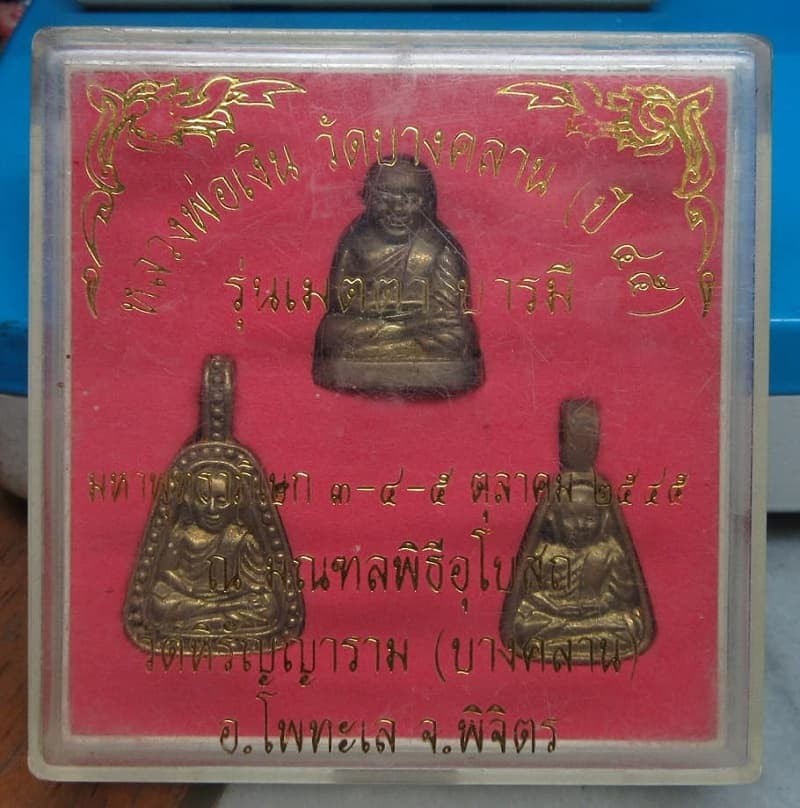 หลวงพ่อเงิน วัดบางคลาน (ปี ๔๕)
รุ่นเมตตา บารมี
มหาพุทธาภิเษก ๓-๔-๕ ตุลาคม ๒๕๔๕
ณ มณฑลพิธีอุโบสถ
วัดหิรัญญาราม (บางคลาน)
อ.โพทะเล จ.พิจิตร